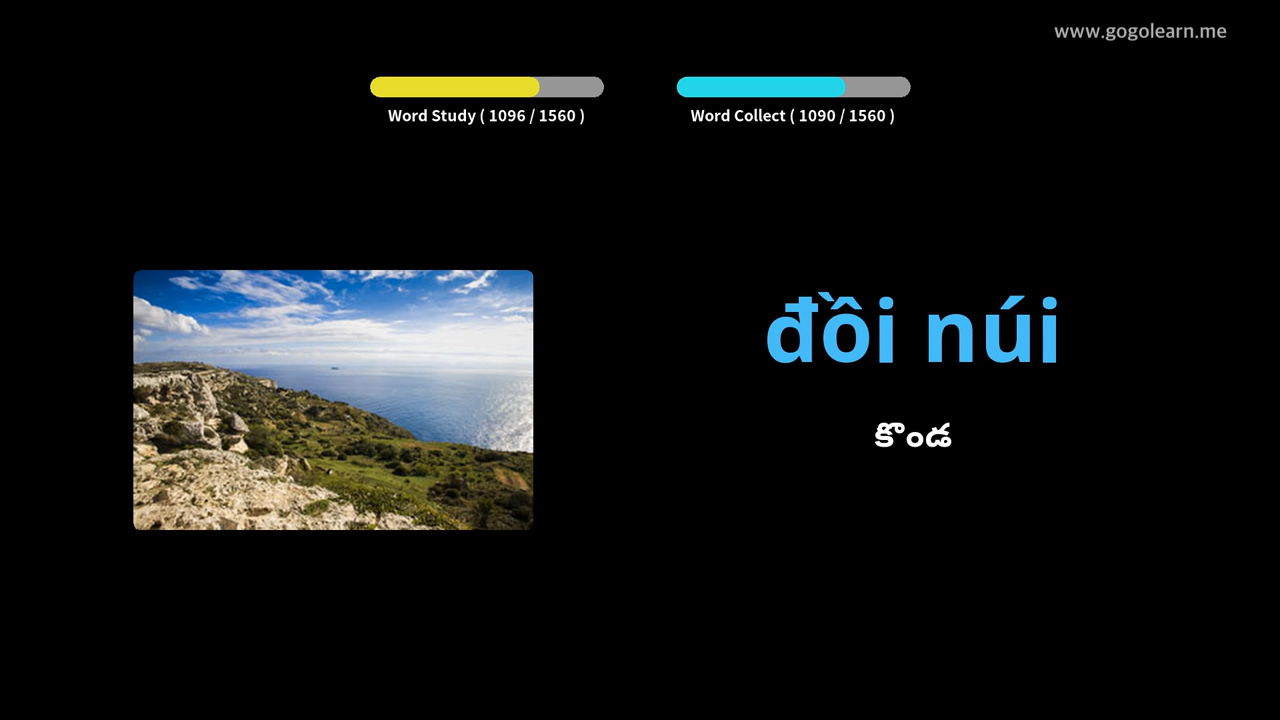 www.gogolearn.me
Word Study ( 1096 / 1560 )
Word Collect ( 1090 / 1560 )
đồi núi
కొండ